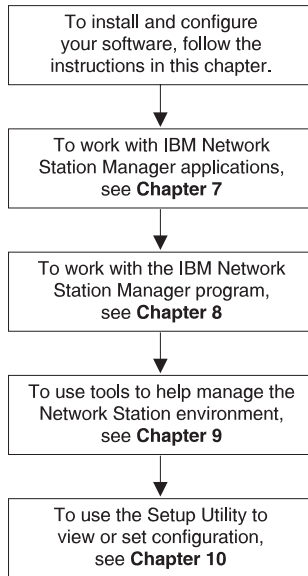 To install and configure
your software, follow the
instructions in this chapter.
To work with IBM Network
Station Manager applications,
see Chapter 7
To work with the IBM Network
Station Manager program,
see Chapter 8
To use tools to help manage the
Network Station environment,
see Chapter 9
To use the Setup Utility to
view or set configuration,
see Chapter 10